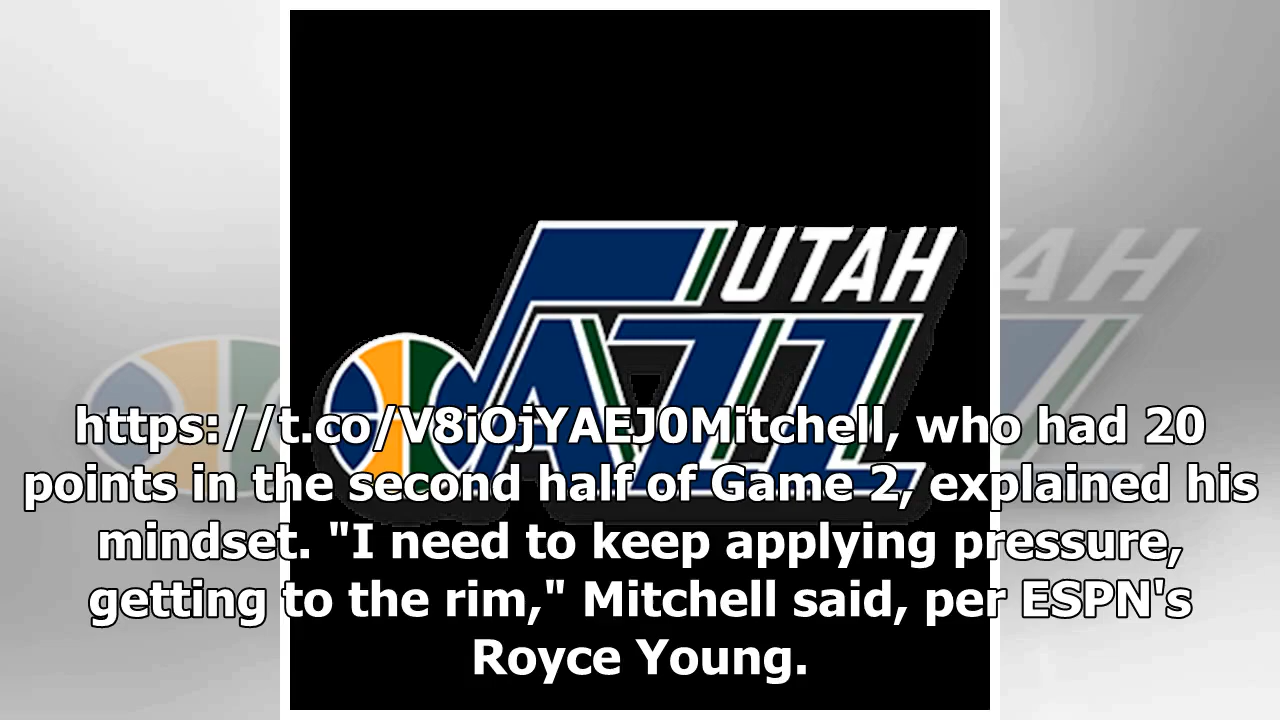 UTAH
JAZZ
AH
https://t.co/V8iOjYAEJ0Mitchell, who had 20
points in the second half of Game 2, explained his
mindset. "I need to keep applying pressure,
getting to the rim," Mitchell said, per ESPN's
Royce Young.